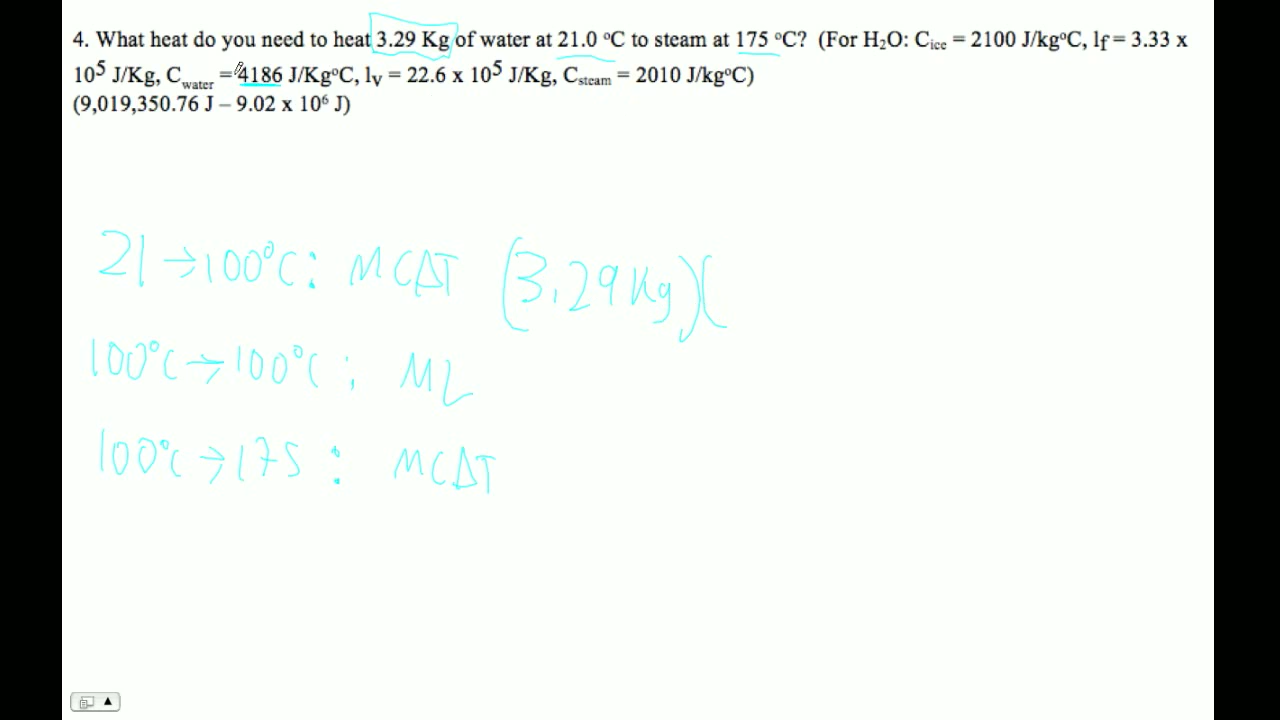 4. What heat do you need to heat 3.29 Kg of water at 21.0 °C to steam at 175 °C? (For H₂O: C_ice = 2100 J/kg°C, l_f = 3.33 x
10⁵ J/Kg, C_water = 4186 J/Kg°C, l_v = 22.6 x 10⁵ J/Kg, C_steam = 2010 J/kg°C)
(9,019,350.76 J – 9.02 x 10⁶ J)
21 → 100°C : MCΔT (3.29 Kg)(
100°C → 100°C : ML
100°C → 175 : MCΔT